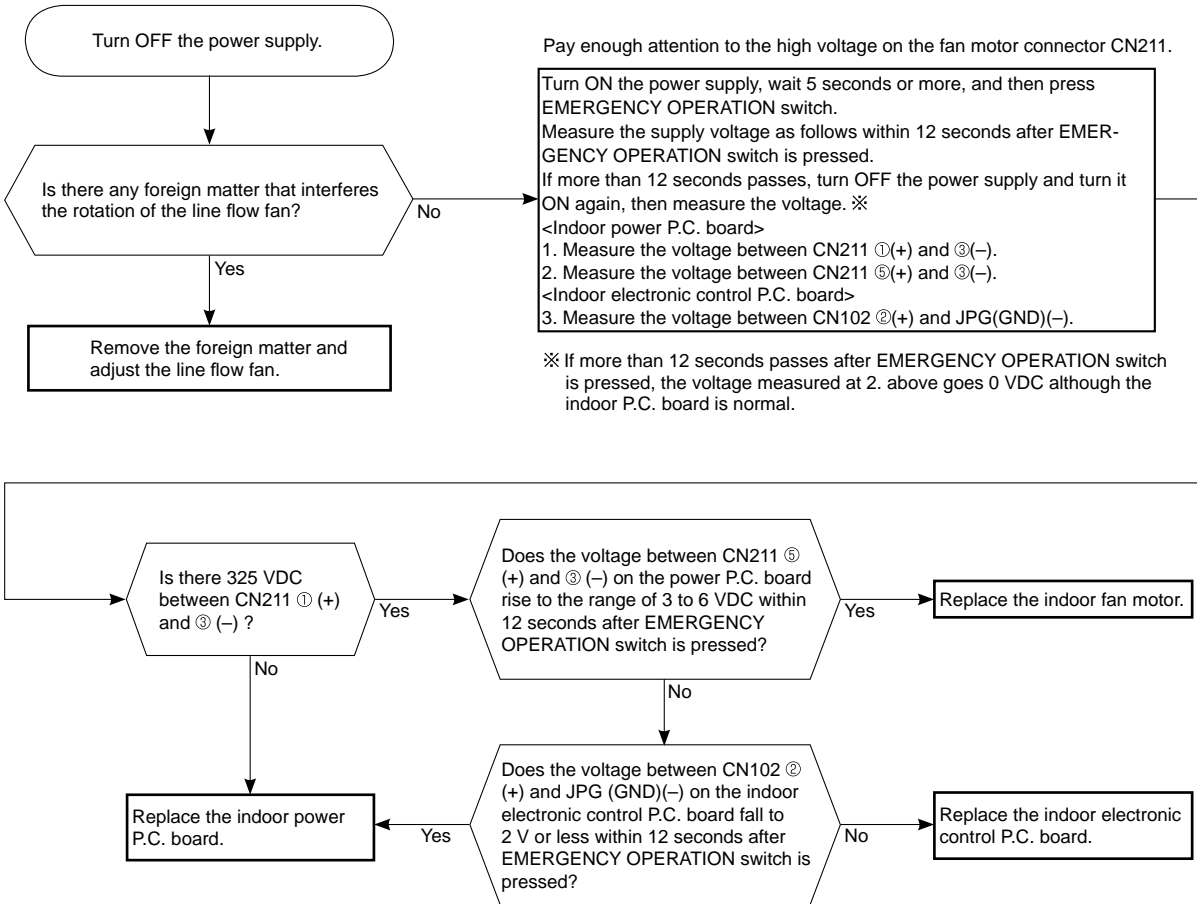 Turn OFF the power supply.
Is there any foreign matter that interferes
the rotation of the line flow fan?
No
Yes
Remove the foreign matter and
adjust the line flow fan.
Pay enough attention to the high voltage on the fan motor connector CN211.
Turn ON the power supply, wait 5 seconds or more, and then press
EMERGENCY OPERATION switch.
Measure the supply voltage as follows within 12 seconds after EMER-
GENCY OPERATION switch is pressed.
If more than 12 seconds passes, turn OFF the power supply and turn it
ON again, then measure the voltage. ※
<Indoor power P.C. board>
1. Measure the voltage between CN211 ①(+) and ③(–).
2. Measure the voltage between CN211 ⑤(+) and ③(–).
<Indoor electronic control P.C. board>
3. Measure the voltage between CN102 ②(+) and JPG(GND)(–).
※ If more than 12 seconds passes after EMERGENCY OPERATION switch
is pressed, the voltage measured at 2. above goes 0 VDC although the
indoor P.C. board is normal.
Is there 325 VDC
between CN211 ① (+)
and ③ (–) ?
Yes
No
Does the voltage between CN211 ⑤
(+) and ③ (–) on the power P.C. board
rise to the range of 3 to 6 VDC within
12 seconds after EMERGENCY
OPERATION switch is pressed?
Yes
No
Replace the indoor fan motor.
Replace the indoor power
P.C. board.
Yes
Does the voltage between CN102 ②
(+) and JPG (GND)(–) on the indoor
electronic control P.C. board fall to
2 V or less within 12 seconds after
EMERGENCY OPERATION switch is
pressed?
No
Replace the indoor electronic
control P.C. board.